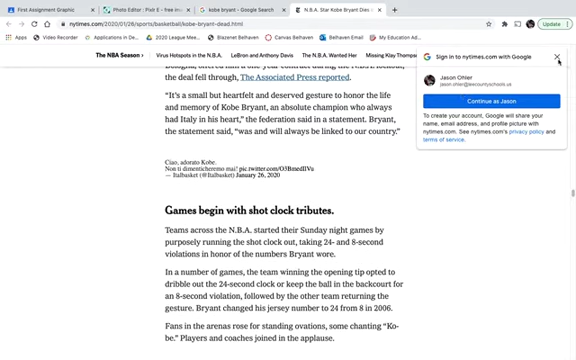 First Assignment Graphic
Photo Editor : Pixlr E - free ima
kobe bryant - Google Search
N.B.A. Star Kobe Bryant Dies
nytimes.com/2020/01/26/sports/basketball/kobe-bryant-dead.html
Update
Apps
Video Recorder
Applications in De...
2020 League Meme...
Blazenet Behaven
Canvas Behaven
Outlook Behaven
My Education Ad...
The NBA Season >
Virus Hotspots in the N.B.A.
LeBron and Anthony Davis
The N.B.A. Wanted Her
Missing Klay Thomps
the deal fell through, The Associated Press reported.
“It’s a small but heartfelt and deserved gesture to honor the life
and memory of Kobe Bryant, an absolute champion who always
had Italy in his heart,” the federation said in a statement. Bryant,
the statement said, “was and will always be linked to our country.”
Ciao, adorato Kobe.
Non ti dimenticheremo mai! pic.twitter.com/O3BmedIIVu
— Italbasket (@Italbasket) January 26, 2020
Games begin with shot clock tributes.
Teams across the N.B.A. started their Sunday night games by
purposely running the shot clock out, taking 24- and 8-second
violations in honor of the numbers Bryant wore.
In a number of games, the team winning the opening tip opted to
dribble out the 24-second clock or keep the ball in the backcourt for
an 8-second violation, followed by the other team returning the
gesture. Bryant changed his jersey number to 24 from 8 in 2006.
Fans in the arenas rose for standing ovations, some chanting “Ko-
be.” Players and coaches joined in the applause.
Sign in to nytimes.com with Google
Jason Ohler
jason.ohler@leecountyschools.us
Continue as Jason
To create your account, Google will share your
name, email address, and profile picture with
nytimes.com. See nytimes.com's privacy policy and
terms of service.